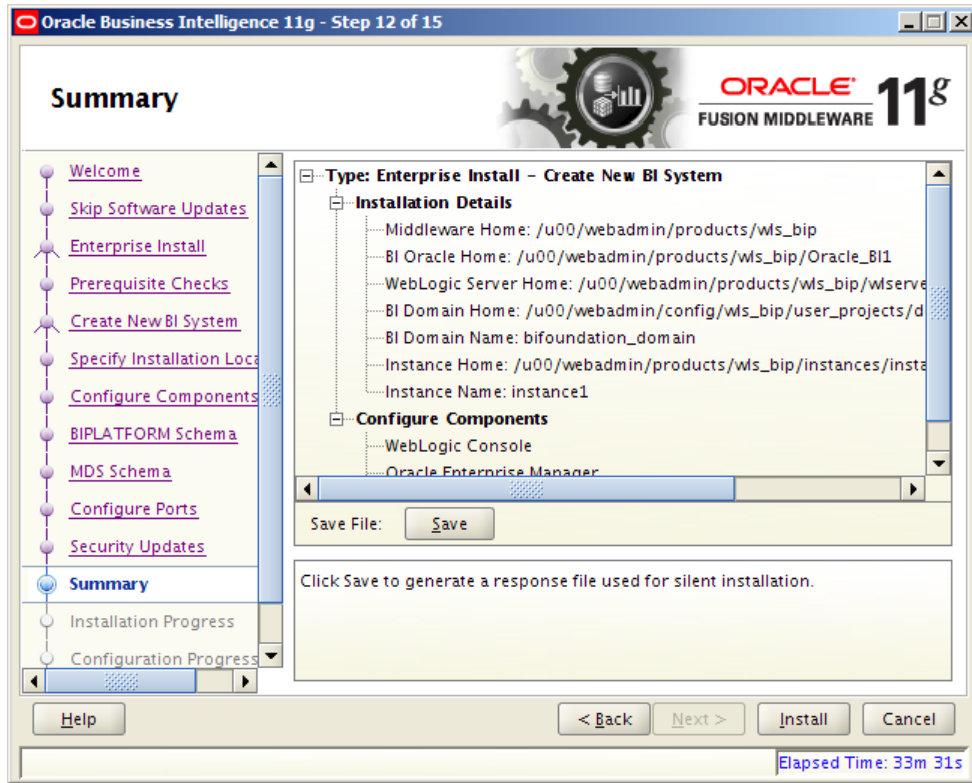 Oracle Business Intelligence 11g - Step 12 of 15
Summary
ORACLE
FUSION MIDDLEWARE
11g
Welcome
Skip Software Updates
Enterprise Install
Prerequisite Checks
Create New BI System
Specify Installation Loca
Configure Components
BIPLATFORM Schema
MDS Schema
Configure Ports
Security Updates
Summary
Installation Progress
Configuration Progress
Type: Enterprise Install - Create New BI System
Installation Details
Middleware Home: /u00/webadmin/products/wls_bip
BI Oracle Home: /u00/webadmin/products/wls_bip/Oracle_BI1
WebLogic Server Home: /u00/webadmin/products/wls_bip/wlserve
BI Domain Home: /u00/webadmin/config/wls_bip/user_projects/d
BI Domain Name: bifoundation_domain
Instance Home: /u00/webadmin/products/wls_bip/instances/insta
Instance Name: instance1
Configure Components
WebLogic Console
Oracle Enterprise Manager
Save File: Save
Click Save to generate a response file used for silent installation.
Help < Back Next > Install Cancel
Elapsed Time: 33m 31s